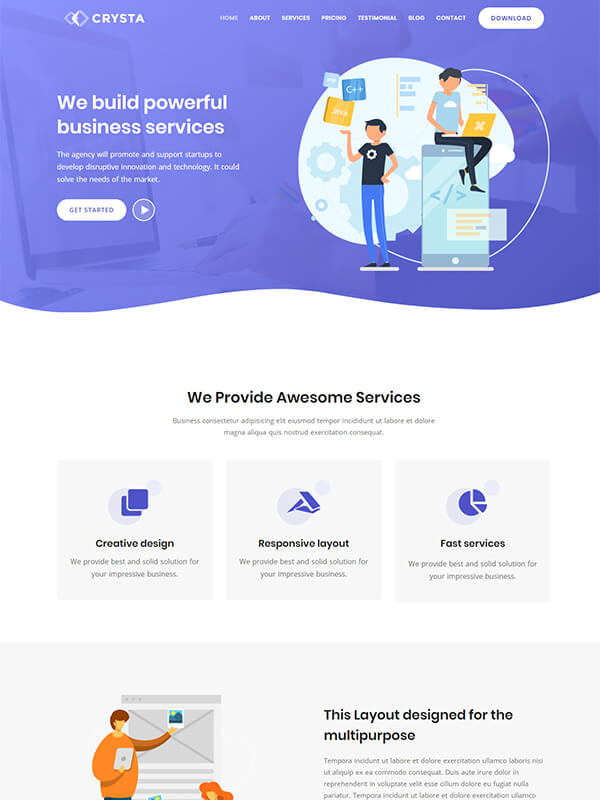 CRYSTA
HOME ABOUT SERVICES PRICING TESTIMONIAL BLOG CONTACT DOWNLOAD
We build powerful
business services
The agency will promote and support startups to
develop disruptive innovation and technology. It could
solve the needs of the market.
GET STARTED
C++
Java
</>
We Provide Awesome Services
Business consectetur adipisicing elit eiusmod tempor incididunt ut labore et dolore
magna aliqua quis nostrud exercitation consequat.
Creative design
We provide best and solid solution for
your impressive business.
Responsive layout
We provide best and solid solution for
your impressive business.
Fast services
We provide best and solid solution for
your impressive business.
This Layout designed for the
multipurpose
Tempora incidunt ut labore et dolore exercitation ullamco laboris nisi
ut aliquip ex ea commodo consequat. Duis aute irure dolor in
reprehenderit in voluptate velit esse cillum dolore eu fugiat nulla
pariatur. Tempora incidunt ut labore et dolore exercitation ullamco